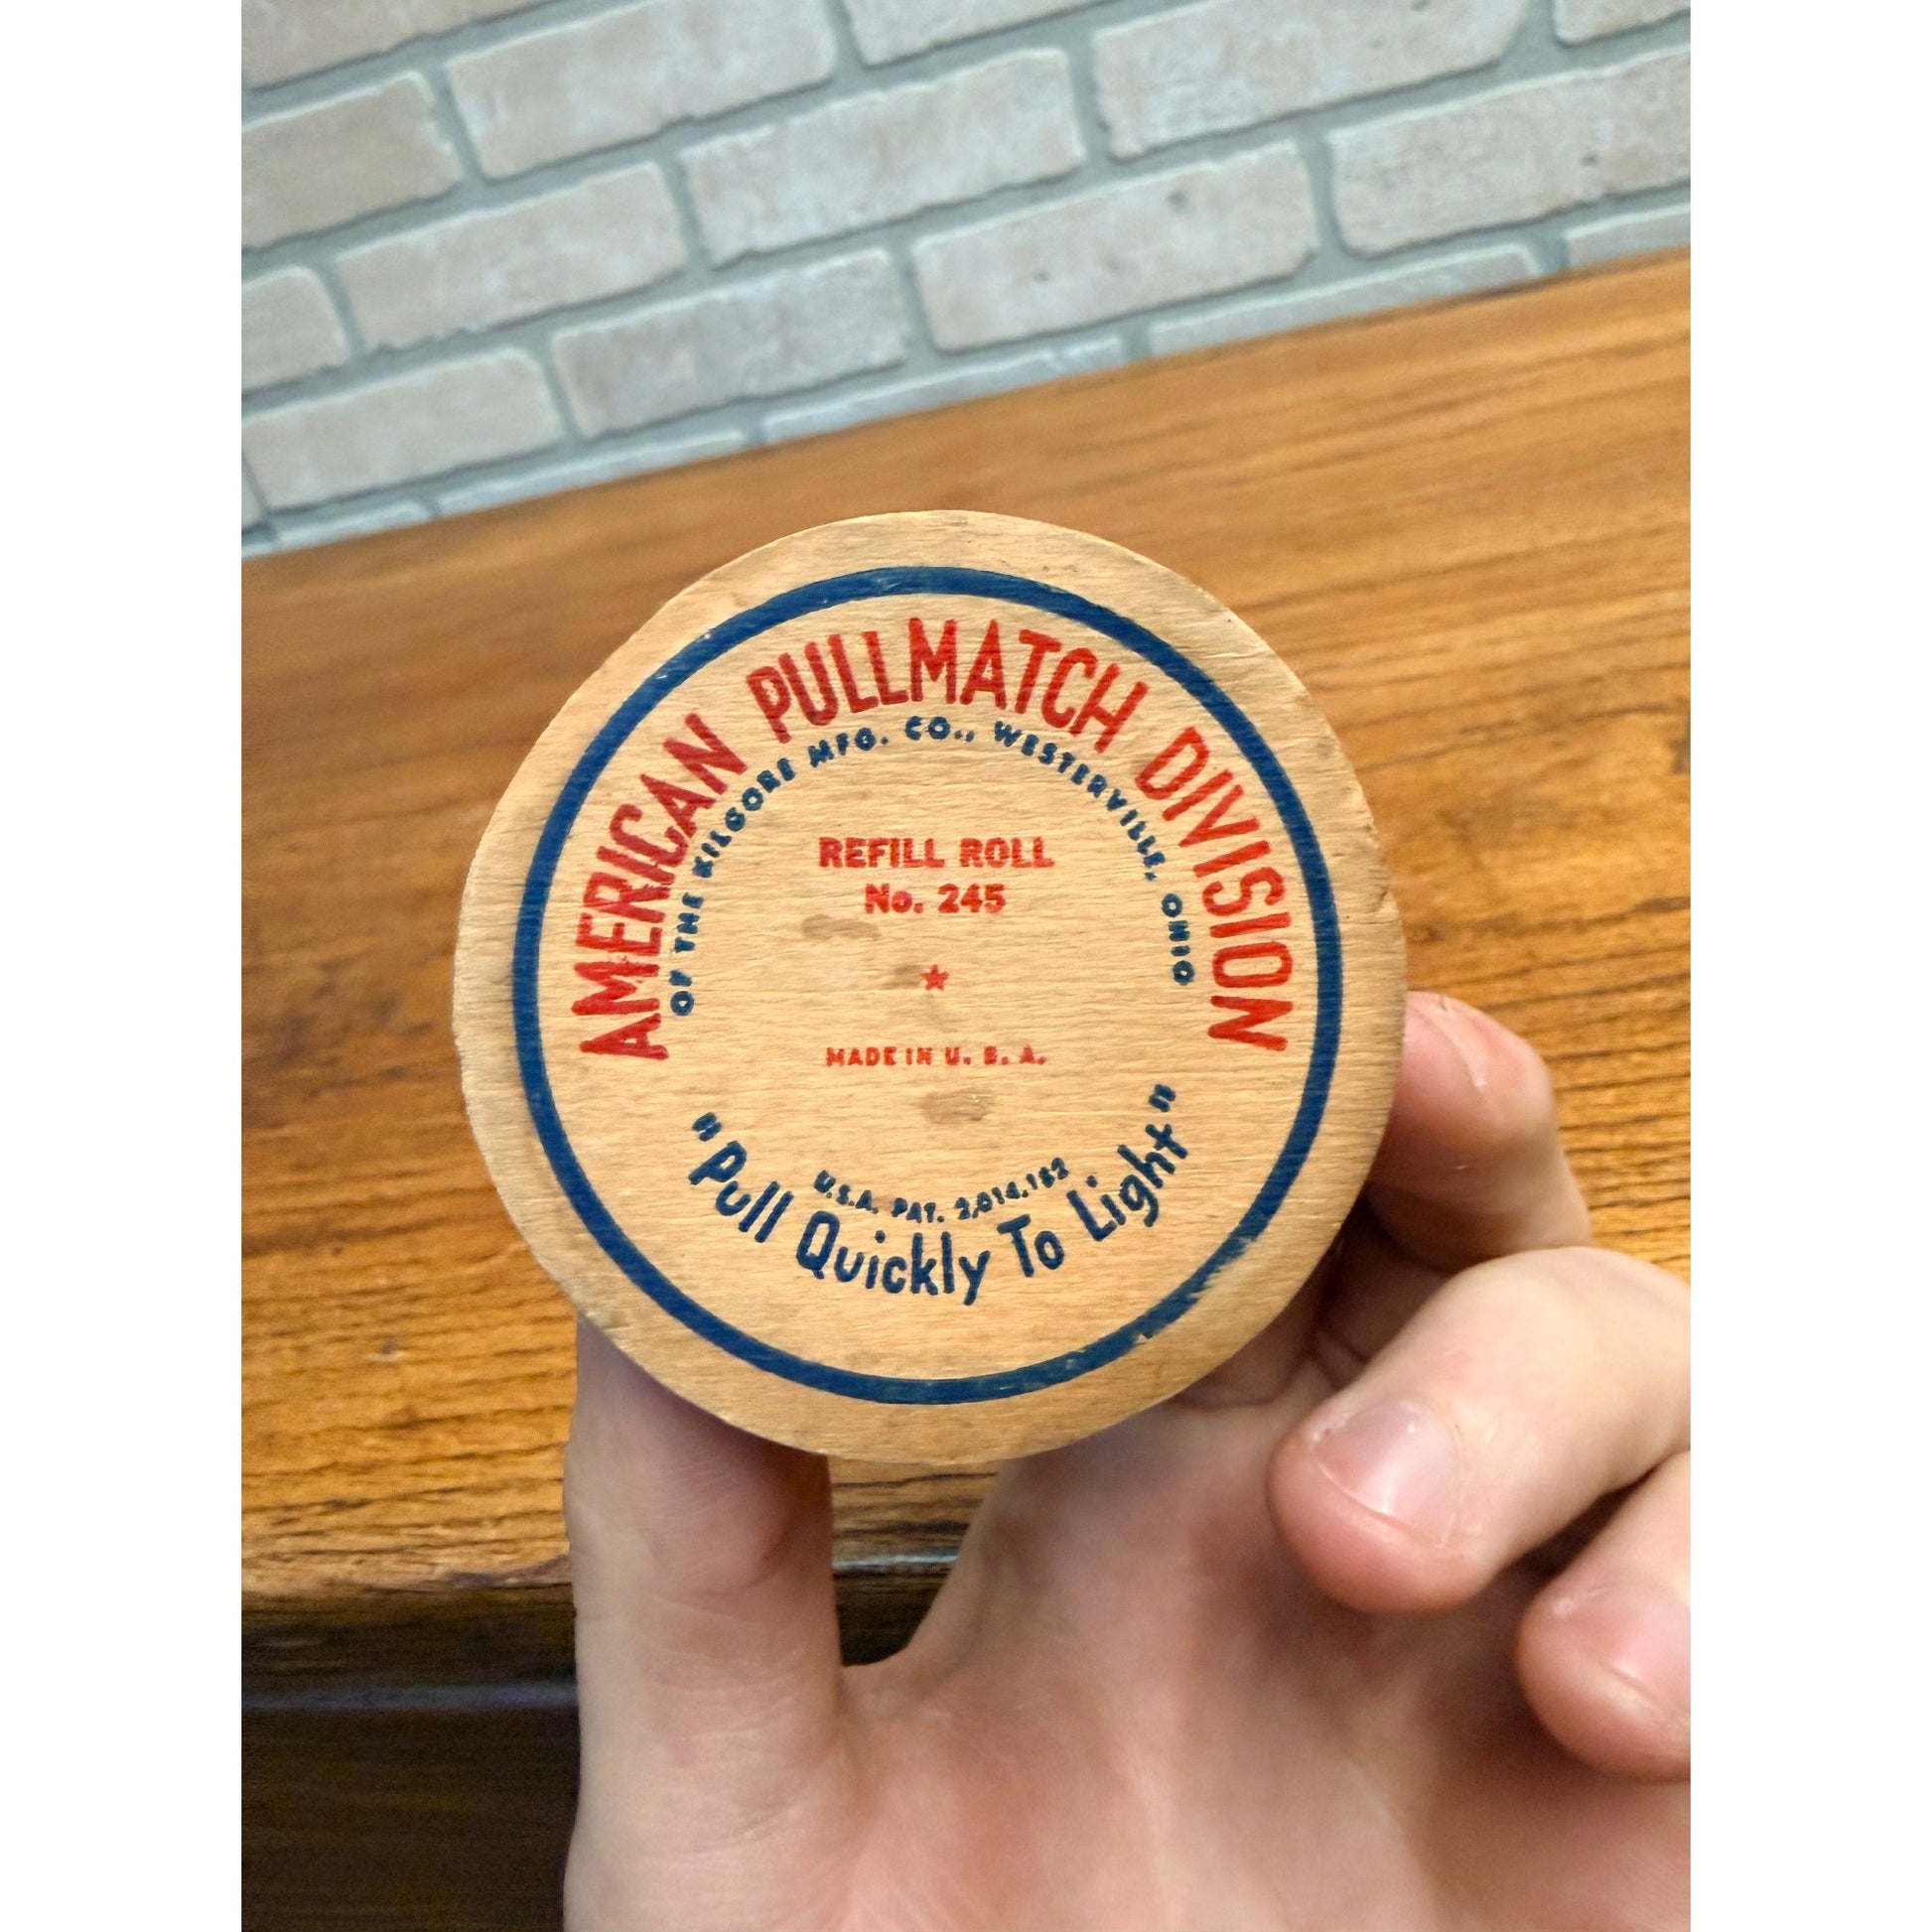 AMERICAN PULLMATCH DIVISION
OF THE KILGORE MFG. CO., WESTERVILLE, OHIO
REFILL ROLL
No. 245
MADE IN U. S. A.
U.S.A. PAT. 2,014,182
"Pull Quickly To Light"